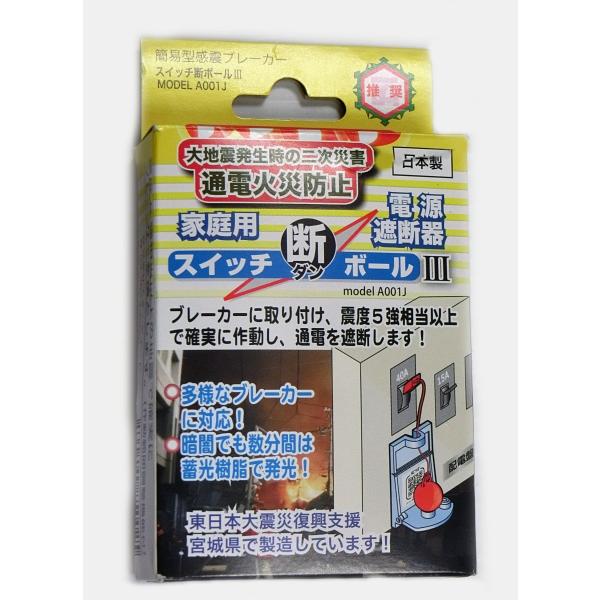 簡易型感震ブレーカー
スイッチ断ボールⅢ
MODEL A001J
推奨
大地震発生時の二次災害
通電火災防止
日本製
家庭用
電源
遮断器
スイッチ
断
ダン
ボール Ⅲ
model A001J
ブレーカーに取り付け、震度5強相当以上
で確実に作動し、通電を遮断します!
40A
15A
多様なブレーカー
に対応!
暗闇でも数分間は
蓄光樹脂で発光!
配電盤
東日本大震災復興支援
宮城県で製造しています!